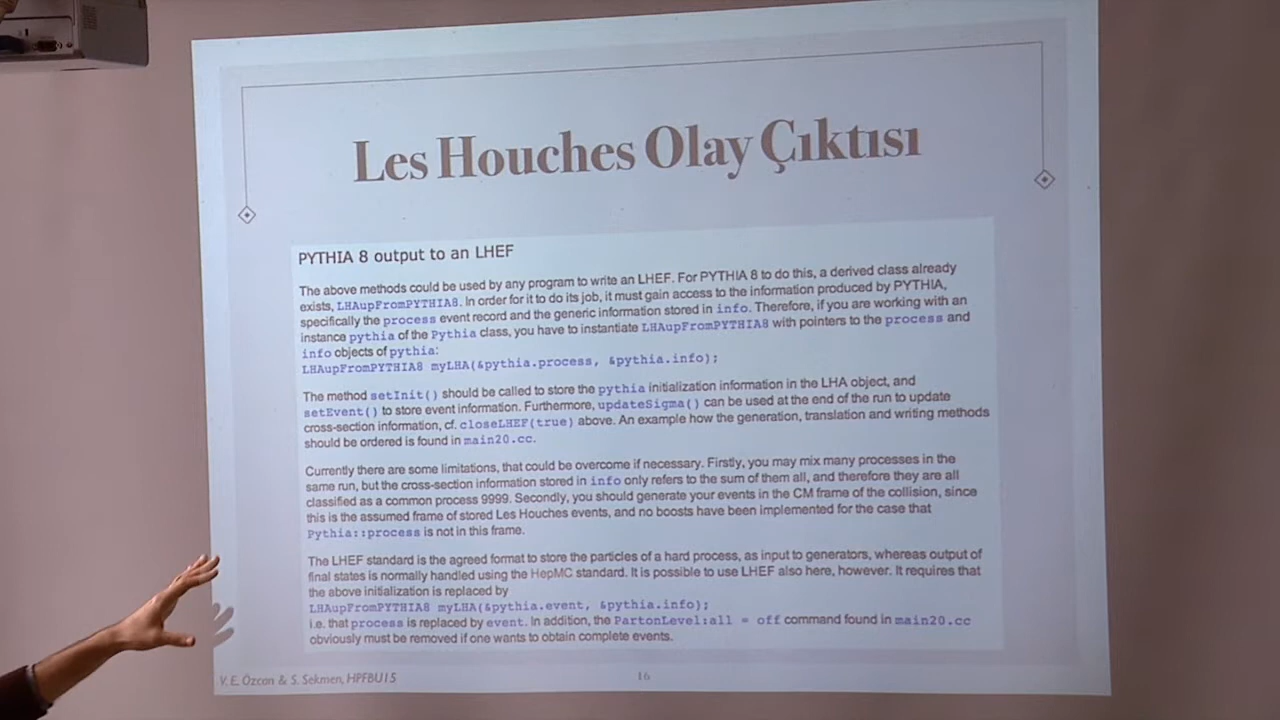 Les Houches Olay Çıktısı
PYTHIA 8 output to an LHEF
The above methods could be used by any program to write an LHEF. For PYTHIA 8 to do this, a derived class already
exists, LHAupFromPYTHIA8. In order for it to do its job, it must gain access to the information produced by PYTHIA,
specifically the process event record and the generic information stored in info. Therefore, if you are working with an
instance pythia of the Pythia class, you have to instantiate LHAupFromPYTHIA8 with pointers to the process and
info objects of pythia:
LHAupFromPYTHIA8 myLHA(&pythia.process, &pythia.info);
The method setInit() should be called to store the pythia initialization information in the LHA object, and
setEvent() to store event information. Furthermore, updateSigma() can be used at the end of the run to update
cross-section information, cf. closeLHEF(true) above. An example how the generation, translation and writing methods
should be ordered is found in main20.cc.
Currently there are some limitations, that could be overcome if necessary. Firstly, you may mix many processes in the
same run, but the cross-section information stored in info only refers to the sum of them all, and therefore they are all
classified as a common process 9999. Secondly, you should generate your events in the CM frame of the collision, since
this is the assumed frame of stored Les Houches events, and no boosts have been implemented for the case that
Pythia::process is not in this frame.
The LHEF standard is the agreed format to store the particles of a hard process, as input to generators, whereas output of
final states is normally handled using the HepMC standard. It is possible to use LHEF also here, however. It requires that
the above initialization is replaced by
LHAupFromPYTHIA8 myLHA(&pythia.event, &pythia.info);
i.e. that process is replaced by event. In addition, the PartonLevel:all = off command found in main20.cc
obviously must be removed if one wants to obtain complete events.
V. E. Özcan & S. Sekmen, HPFBU15
16